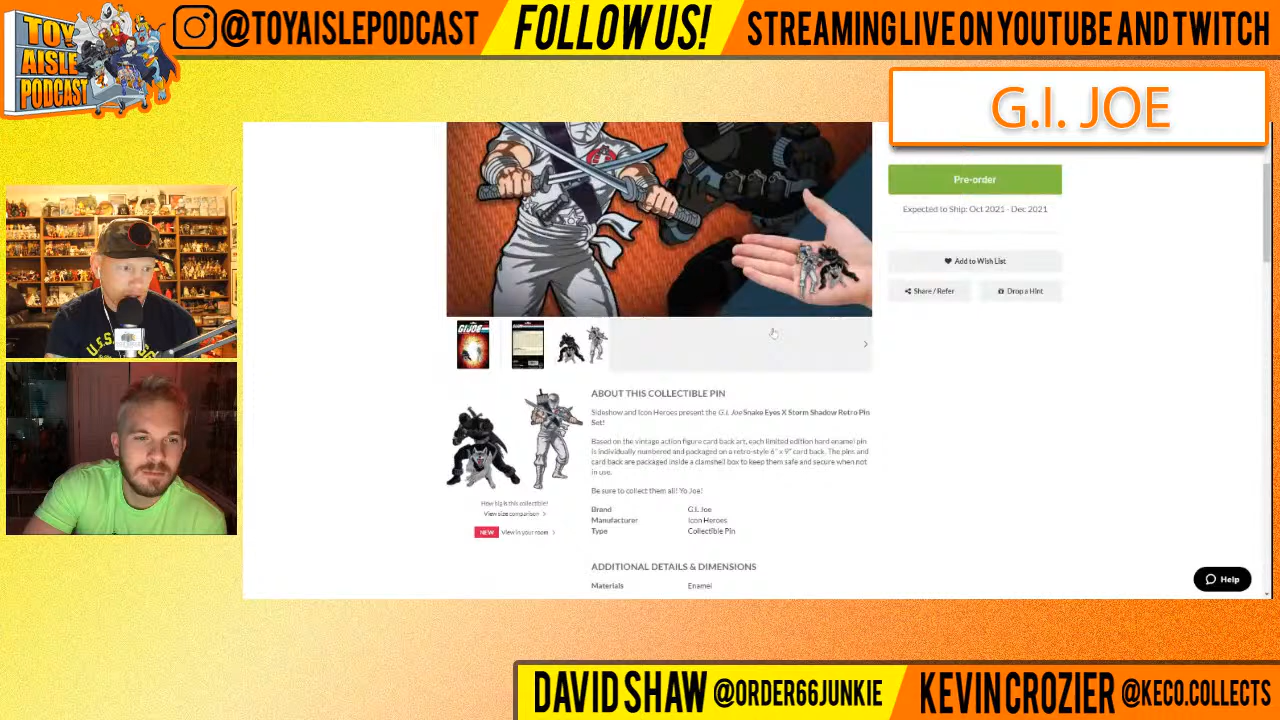 TOY
AISLE
PODCAST
@TOYAISLEPODCAST
FOLLOW US!
STREAMING LIVE ON YOUTUBE AND TWITCH
G.I. JOE
Pre-order
Expected to Ship: Oct 2021 - Dec 2021
Add to Wish List
Share / Refer
Drop a Hint
G.I.JOE
ABOUT THIS COLLECTIBLE PIN
Sideshow and Icon Heroes present the G.I. Joe Snake Eyes X Storm Shadow Retro Pin
Set!
Based on the vintage action figure card back art, each limited edition hard enamel pin
is individually numbered and packaged on a retro-style 6" x 9" card back. The pins and
card back are packaged inside a clamshell box to keep them safe and secure when not
in use.
Be sure to collect them all! Yo Joe!
How big is this collectible?
View size comparison >
NEW View in your room >
Brand G.I. Joe
Manufacturer Icon Heroes
Type Collectible Pin
ADDITIONAL DETAILS & DIMENSIONS
Materials Enamel
Help
DAVID SHAW @ORDER66JUNKIE
KEVIN CROZIER @KECO.COLLECTS